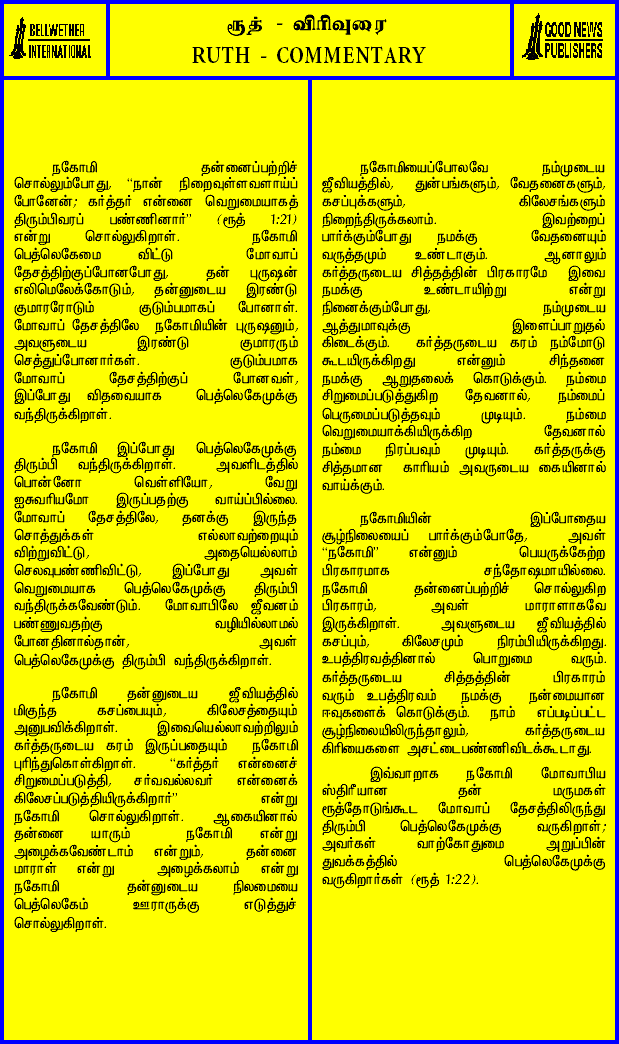 BELLWETHER
INTERNATIONAL
ரூத் - விரிவுரை
RUTH - COMMENTARY
GOOD NEWS
PUBLISHERS
நகோமி தன்னைப்பற்றிச்
சொல்லும்போது, “நான் நிறைவுள்ளவளாய்ப்
போனேன்; கர்த்தர் என்னை வெறுமையாகத்
திரும்பிவரப் பண்ணினார்” (ரூத் 1:21)
என்று சொல்லுகிறாள். நகோமி
பெத்லெகேமை விட்டு மோவாப்
தேசத்திற்குப்போனபோது, தன் புருஷன்
எலிமெலேக்கோடும், தன்னுடைய இரண்டு
குமாரரோடும் குடும்பமாகப் போனாள்.
மோவாப் தேசத்திலே நகோமியின் புருஷனும்,
அவளுடைய இரண்டு குமாரரும்
செத்துப்போனார்கள். குடும்பமாக
மோவாப் தேசத்திற்குப் போனவள்,
இப்போது விதவையாக பெத்லெகேமுக்கு
வந்திருக்கிறாள்.
நகோமி இப்போது பெத்லெகேமுக்கு
திரும்பி வந்திருக்கிறாள். அவளிடத்தில்
பொன்னோ வெள்ளியோ, வேறு
ஐசுவரியமோ இருப்பதற்கு வாய்ப்பில்லை.
மோவாப் தேசத்திலே, தனக்கு இருந்த
சொத்துக்கள் எல்லாவற்றையும்
விற்றுவிட்டு, அதையெல்லாம்
செலவுபண்ணிவிட்டு, இப்போது அவள்
வெறுமையாக பெத்லெகேமுக்கு திரும்பி
வந்திருக்கவேண்டும். மோவாபிலே ஜீவனம்
பண்ணுவதற்கு வழியில்லாமல்
போனதினால்தான், அவள்
பெத்லெகேமுக்கு திரும்பி வந்திருக்கிறாள்.
நகோமி தன்னுடைய ஜீவியத்தில்
மிகுந்த கசப்பையும், கிலேசத்தையும்
அனுபவிக்கிறாள். இவையெல்லாவற்றிலும்
கர்த்தருடைய கரம் இருப்பதையும் நகோமி
புரிந்துகொள்கிறாள். “கர்த்தர் என்னைச்
சிறுமைப்படுத்தி, சர்வவல்லவர் என்னைக்
கிலேசப்படுத்தியிருக்கிறார்” என்று
நகோமி சொல்லுகிறாள். ஆகையினால்
தன்னை யாரும் நகோமி என்று
அழைக்கவேண்டாம் என்றும், தன்னை
மாராள் என்று அழைக்கலாம் என்று
நகோமி தன்னுடைய நிலமையை
பெத்லெகேம் ஊராருக்கு எடுத்துச்
சொல்லுகிறாள்.
நகோமியைப்போலவே நம்முடைய
ஜீவியத்தில், துன்பங்களும், வேதனைகளும்,
கசப்புக்களும், கிலேசங்களும்
நிறைந்திருக்கலாம். இவற்றைப்
பார்க்கும்போது நமக்கு வேதனையும்
வருத்தமும் உண்டாகும். ஆனாலும்
கர்த்தருடைய சித்தத்தின் பிரகாரமே இவை
நமக்கு உண்டாயிற்று என்று
நினைக்கும்போது, நம்முடைய
ஆத்துமாவுக்கு இளைப்பாறுதல்
கிடைக்கும். கர்த்தருடைய கரம் நம்மோடு
கூடயிருக்கிறது என்னும் சிந்தனை
நமக்கு ஆறுதலைக் கொடுக்கும். நம்மை
சிறுமைப்படுத்துகிற தேவனால், நம்மைப்
பெருமைப்படுத்தவும் முடியும். நம்மை
வெறுமையாக்கியிருக்கிற தேவனால்
நம்மை நிரப்பவும் முடியும். கர்த்தருக்கு
சித்தமான காரியம் அவருடைய கையினால்
வாய்க்கும்.
நகோமியின் இப்போதைய
சூழ்நிலையைப் பார்க்கும்போதே, அவள்
“நகோமி” என்னும் பெயருக்கேற்ற
பிரகாரமாக சந்தோஷமாயில்லை.
நகோமி தன்னைப்பற்றிச் சொல்லுகிற
பிரகாரம், அவள் மாராளாகவே
இருக்கிறாள். அவளுடைய ஜீவியத்தில்
கசப்பும், கிலேசமும் நிரம்பியிருக்கிறது.
உபத்திரவத்தினால் பொறுமை வரும்.
கர்த்தருடைய சித்தத்தின் பிரகாரம்
வரும் உபத்திரவம் நமக்கு நன்மையான
ஈவுகளைக் கொடுக்கும். நாம் எப்படிப்பட்ட
சூழ்நிலையிலிருந்தாலும், கர்த்தருடைய
கிரியைகளை அசட்டைபண்ணிவிடக்கூடாது.
இவ்வாறாக நகோமி மோவாபிய
ஸ்திரீயான தன் மருமகள்
ரூத்தோடுங்கூட மோவாப் தேசத்திலிருந்து
திரும்பி பெத்லெகேமுக்கு வருகிறாள்;
அவர்கள் வாற்கோதுமை அறுப்பின்
துவக்கத்தில் பெத்லெகேமுக்கு
வருகிறார்கள் (ரூத் 1:22).